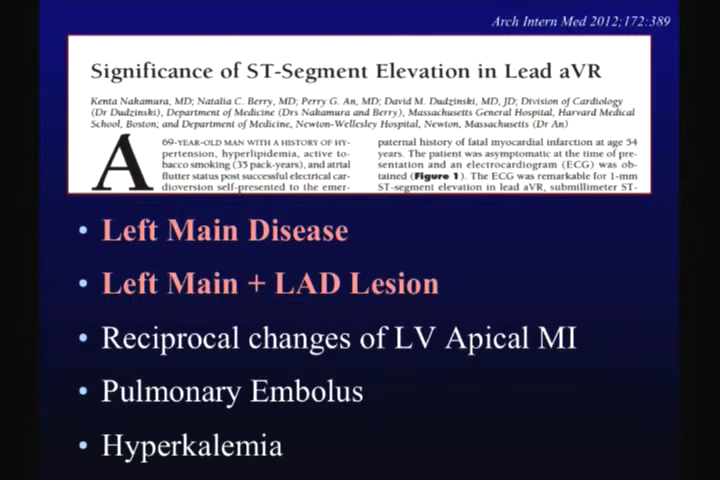 Arch Intern Med 2012;172:389
Significance of ST-Segment Elevation in Lead aVR
Kenta Nakamura, MD; Natalia C. Berry, MD; Perry G. An, MD; David M. Dudzinski, MD, JD; Division of Cardiology
(Dr Dudzinski), Department of Medicine (Drs Nakamura and Berry), Massachusetts General Hospital, Harvard Medical
School, Boston; and Department of Medicine, Newton-Wellesley Hospital, Newton, Massachusetts (Dr An)
A 69-YEAR-OLD MAN WITH A HISTORY OF HY-
pertension, hyperlipidemia, active to-
bacco smoking (35 pack-years), and atrial
flutter status post successful electrical car-
dioversion self-presented to the emer-
paternal history of fatal myocardial infarction at age 54
years. The patient was asymptomatic at the time of pre-
sentation and an electrocardiogram (ECG) was ob-
tained (Figure 1). The ECG was remarkable for 1-mm
ST-segment elevation in lead aVR, submillimeter ST-
• Left Main Disease
• Left Main + LAD Lesion
• Reciprocal changes of LV Apical MI
• Pulmonary Embolus
• Hyperkalemia